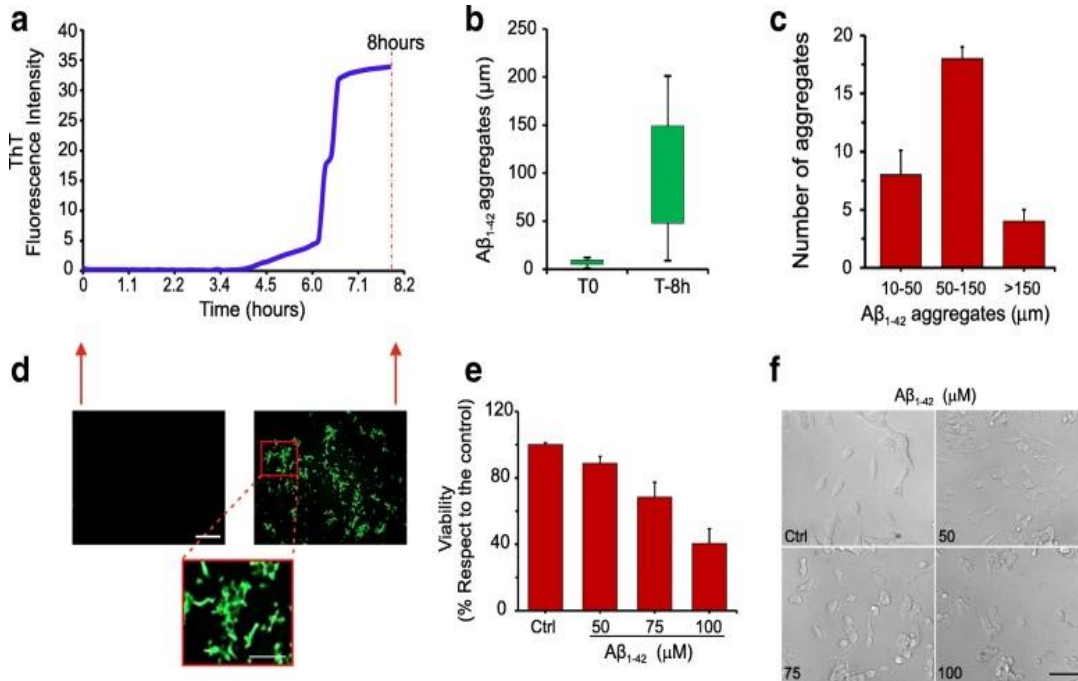 a
ThT
Fluorescence Intensity
40
35
30
25
20
15
10
5
0
8hours
0 1.1 2.2 3.4 4.5 6.0 7.1 8.2
Time (hours)
b
Aβ1-42 aggregates (μm)
250
200
150
100
50
0
T0 T-8h
c
Number of aggregates
20
15
10
5
0
10-50 50-150 >150
Aβ1-42 aggregates (μm)
d
e
Viability
(% Respect to the control)
120
80
40
0
Ctrl 50 75 100
Aβ1-42 (μM)
f
Aβ1-42 (μM)
Ctrl 50
75 100